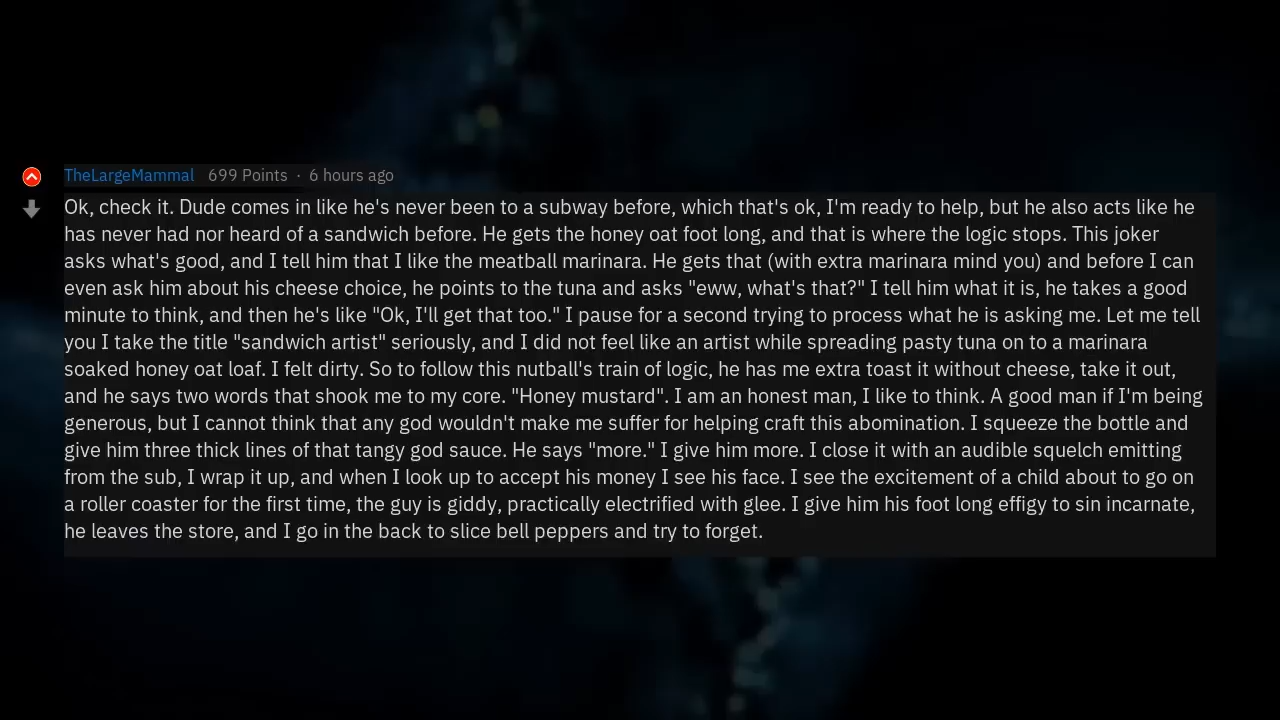 TheLargeMammal 699 Points · 6 hours ago
Ok, check it. Dude comes in like he's never been to a subway before, which that's ok, I'm ready to help, but he also acts like he
has never had nor heard of a sandwich before. He gets the honey oat foot long, and that is where the logic stops. This joker
asks what's good, and I tell him that I like the meatball marinara. He gets that (with extra marinara mind you) and before I can
even ask him about his cheese choice, he points to the tuna and asks "eww, what's that?" I tell him what it is, he takes a good
minute to think, and then he's like "Ok, I'll get that too." I pause for a second trying to process what he is asking me. Let me tell
you I take the title "sandwich artist" seriously, and I did not feel like an artist while spreading pasty tuna on to a marinara
soaked honey oat loaf. I felt dirty. So to follow this nutball's train of logic, he has me extra toast it without cheese, take it out,
and he says two words that shook me to my core. "Honey mustard". I am an honest man, I like to think. A good man if I'm being
generous, but I cannot think that any god wouldn't make me suffer for helping craft this abomination. I squeeze the bottle and
give him three thick lines of that tangy god sauce. He says "more." I give him more. I close it with an audible squelch emitting
from the sub, I wrap it up, and when I look up to accept his money I see his face. I see the excitement of a child about to go on
a roller coaster for the first time, the guy is giddy, practically electrified with glee. I give him his foot long effigy to sin incarnate,
he leaves the store, and I go in the back to slice bell peppers and try to forget.